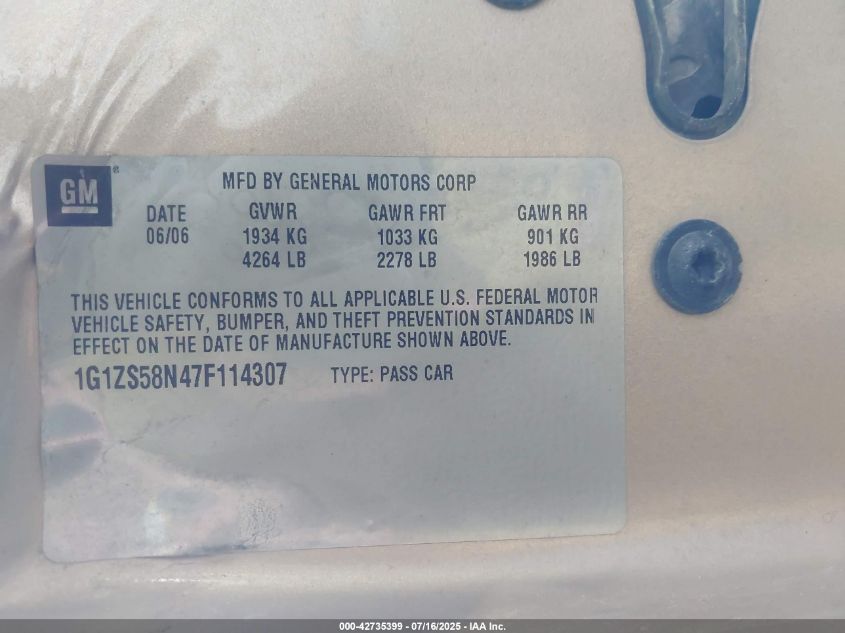 GM®
MFD BY GENERAL MOTORS CORP
DATE GVWR GAWR FRT GAWR RR
06/06 1934 KG 1033 KG 901 KG
4264 LB 2278 LB 1986 LB
THIS VEHICLE CONFORMS TO ALL APPLICABLE U.S. FEDERAL MOTOR
VEHICLE SAFETY, BUMPER, AND THEFT PREVENTION STANDARDS IN
EFFECT ON THE DATE OF MANUFACTURE SHOWN ABOVE.
1G1ZS58N47F114307 TYPE: PASS CAR
000-42735399 - 07/16/2025 - IAA Inc.